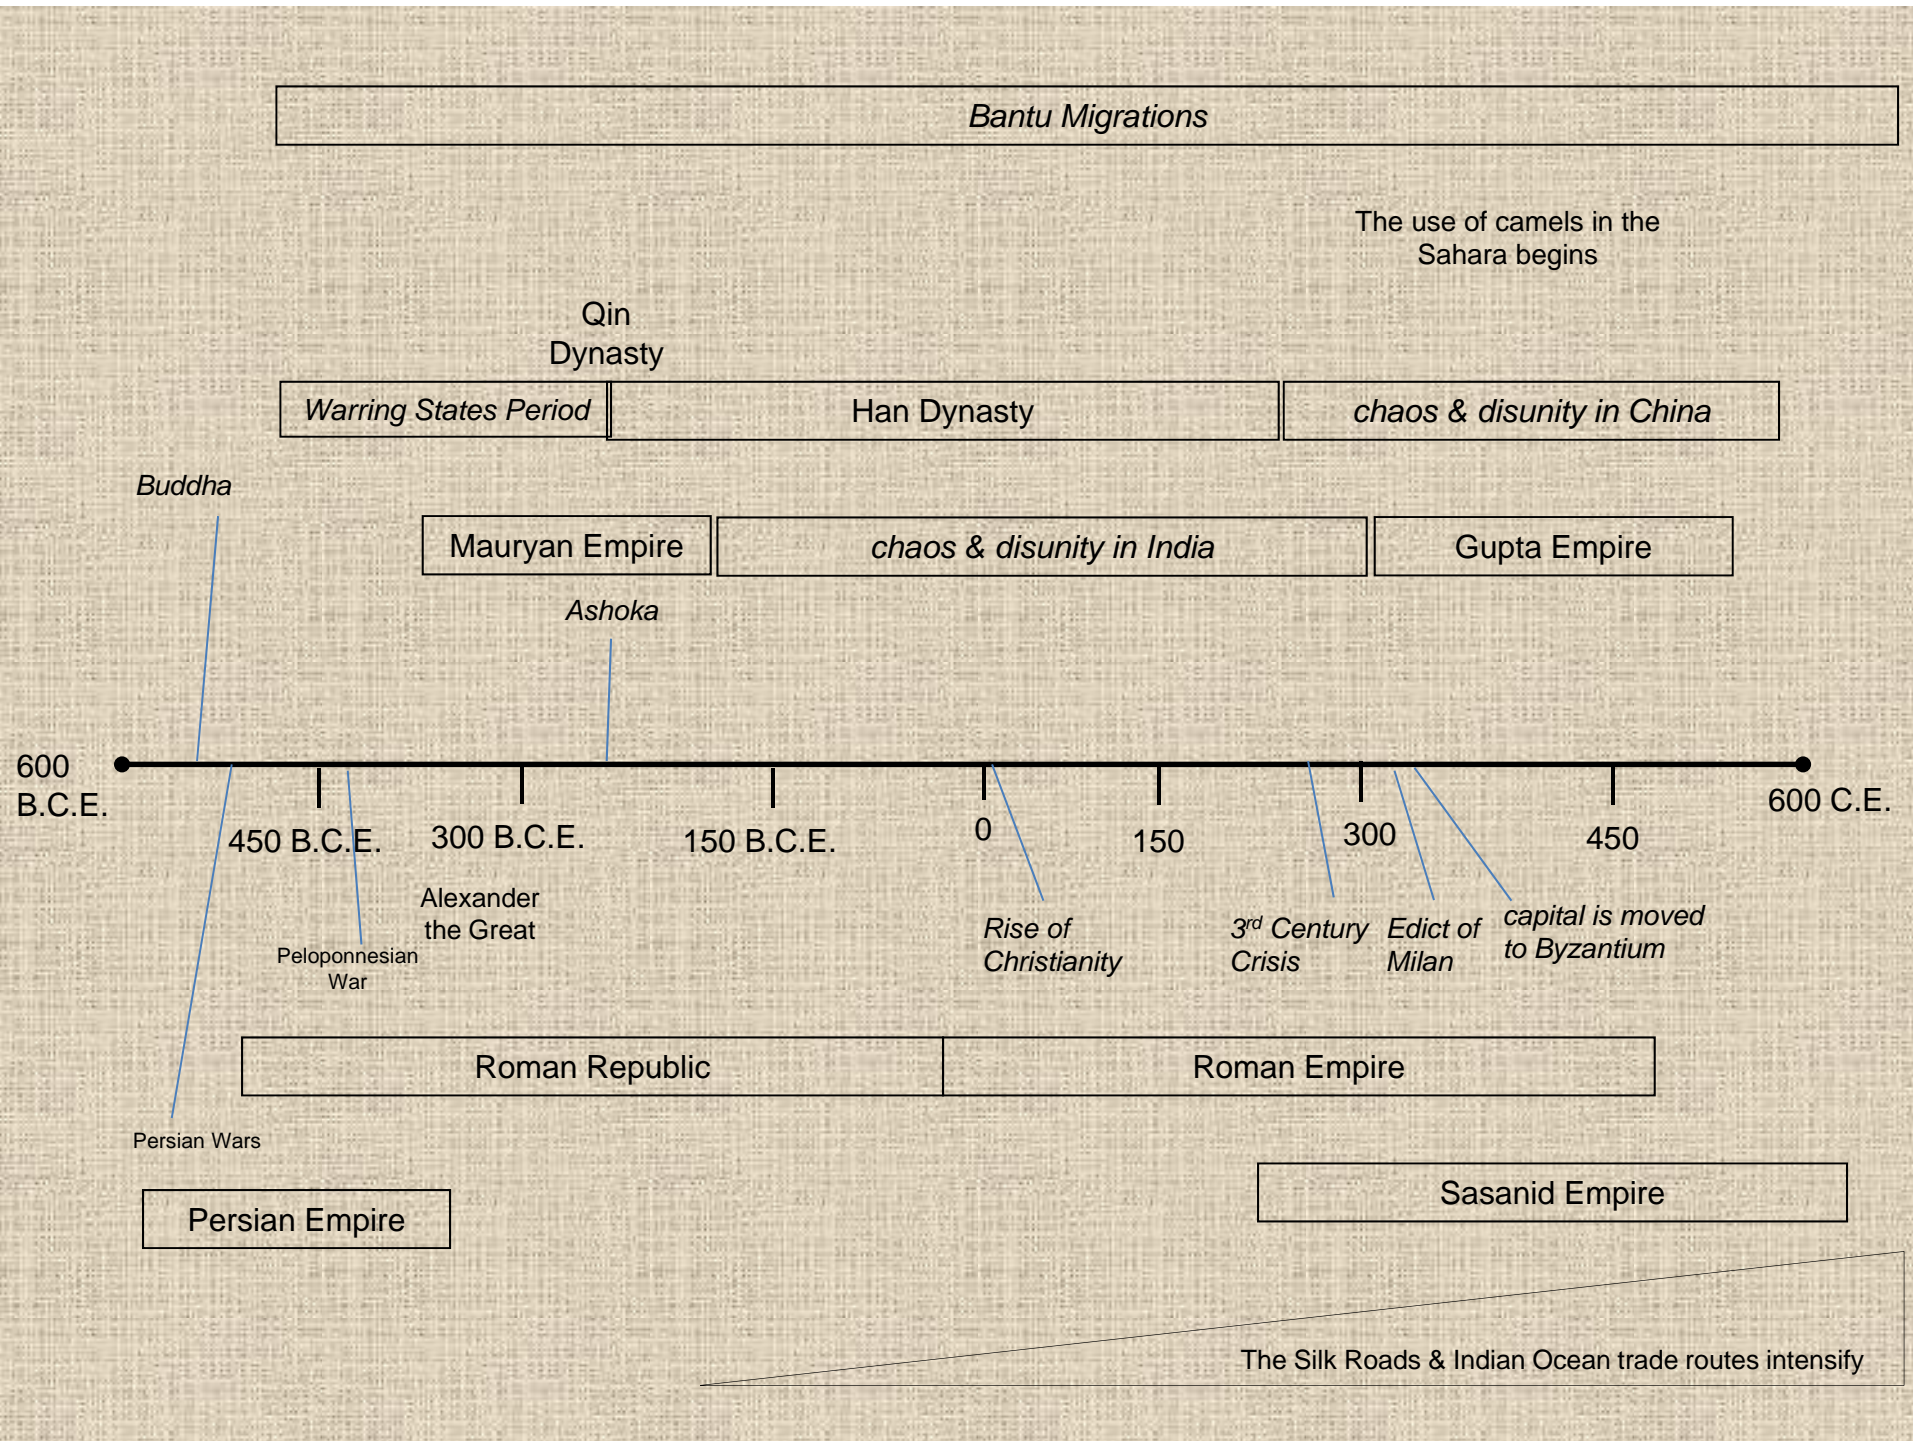 Bantu Migrations
The use of camels in the
Sahara begins
Qin
Dynasty
Warring States Period
Han Dynasty
chaos & disunity in China
Buddha
Mauryan Empire
chaos & disunity in India
Gupta Empire
Ashoka
600
B.C.E.
450 B.C.E.
300 B.C.E.
150 B.C.E.
0
150
300
450
600 C.E.
Alexander
the Great
Peloponnesian
War
Rise of
Christianity
3rd Century
Crisis
Edict of
Milan
capital is moved
to Byzantium
Roman Republic
Roman Empire
Persian Wars
Persian Empire
Sasanid Empire
The Silk Roads & Indian Ocean trade routes intensify